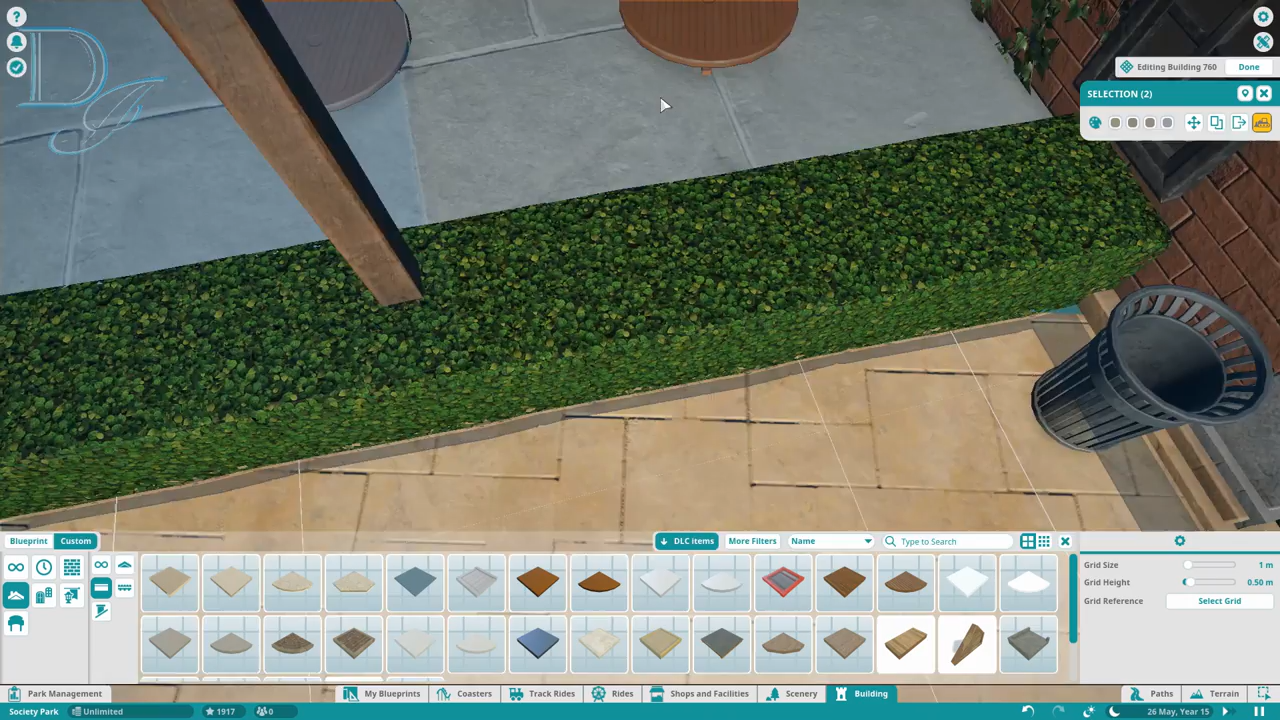 ?
DA
Editing Building 760 Done
SELECTION (2)
Blueprint Custom
DLC items More Filters Name Type to Search
Grid Size 1 m
Grid Height 0.50 m
Grid Reference Select Grid
Park Management My Blueprints Coasters Track Rides Rides Shops and Facilities Scenery Building Paths Terrain
Society Park Unlimited 1917 0 26 May, Year 15